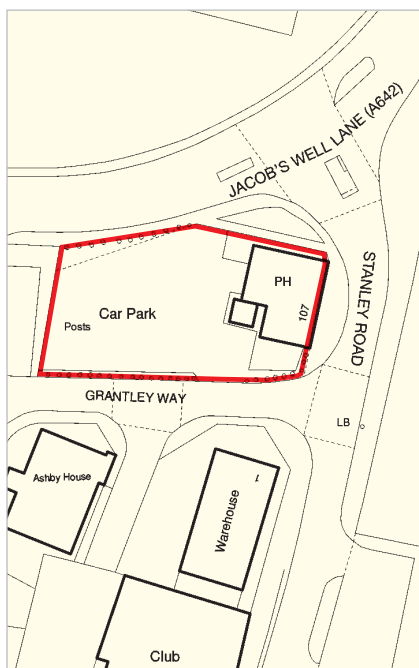 JACOB'S WELL LANE (A642)
STANLEY ROAD
PH
107
Car Park
Posts
GRANTLEY WAY
LB
Ashby House
Warehouse
1
Club